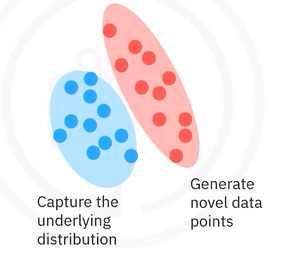 Capture the
underlying
distribution
Generate
novel data
points